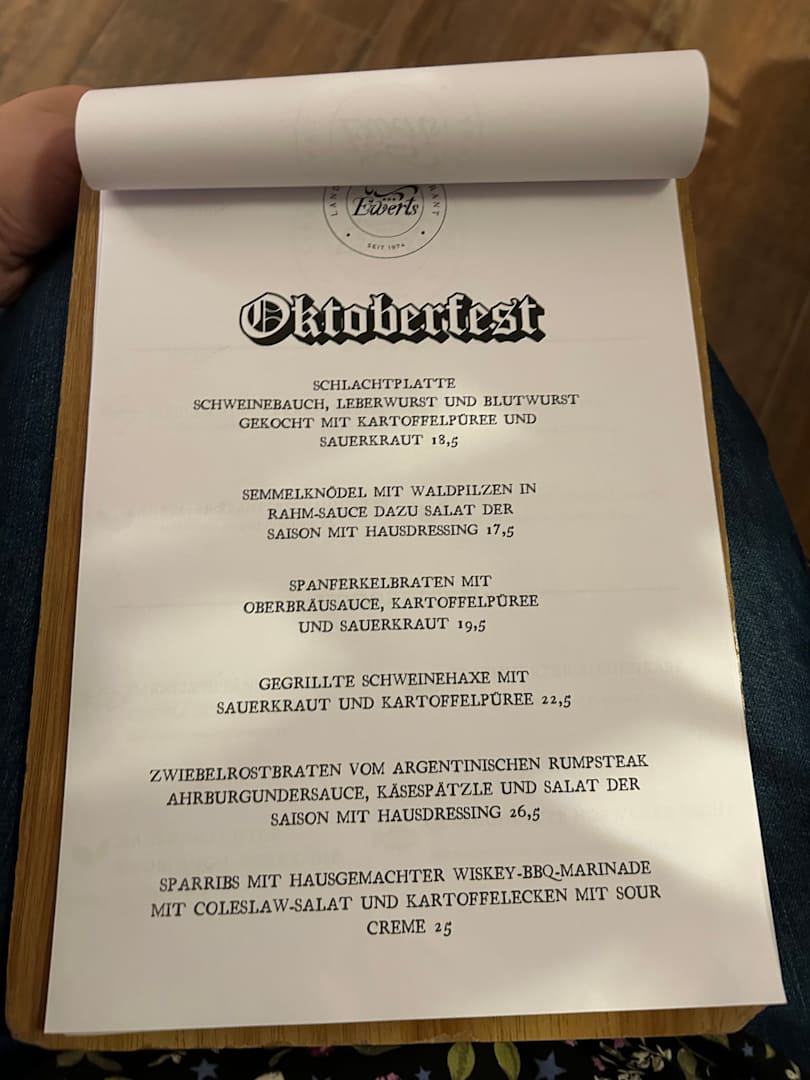 Ewerts
SEIT 1974
Oktoberfest
SCHLACHTPLATTE
SCHWEINEBAUCH, LEBERWURST UND BLUTWURST
GEKOCHT MIT KARTOFFELPÜREE UND
SAUERKRAUT 18,5
SEMMELKNÖDEL MIT WALDPILZEN IN
RAHM-SAUCE DAZU SALAT DER
SAISON MIT HAUSDRESSING 17,5
SPANFERKELBRATEN MIT
OBERBRÄUSAUCE, KARTOFFELPÜREE
UND SAUERKRAUT 19,5
GEGRILLTE SCHWEINEHAXE MIT
SAUERKRAUT UND KARTOFFELPÜREE 22,5
ZWIEBELROSTBRATEN VOM ARGENTINISCHEN RUMPSTEAK
AHRBURGUNDERSAUCE, KÄSESPÄTZLE UND SALAT DER
SAISON MIT HAUSDRESSING 26,5
SPARRIBS MIT HAUSGEMACHTER WISKEY-BBQ-MARINADE
MIT COLESLAW-SALAT UND KARTOFFELECKEN MIT SOUR
CREME 25